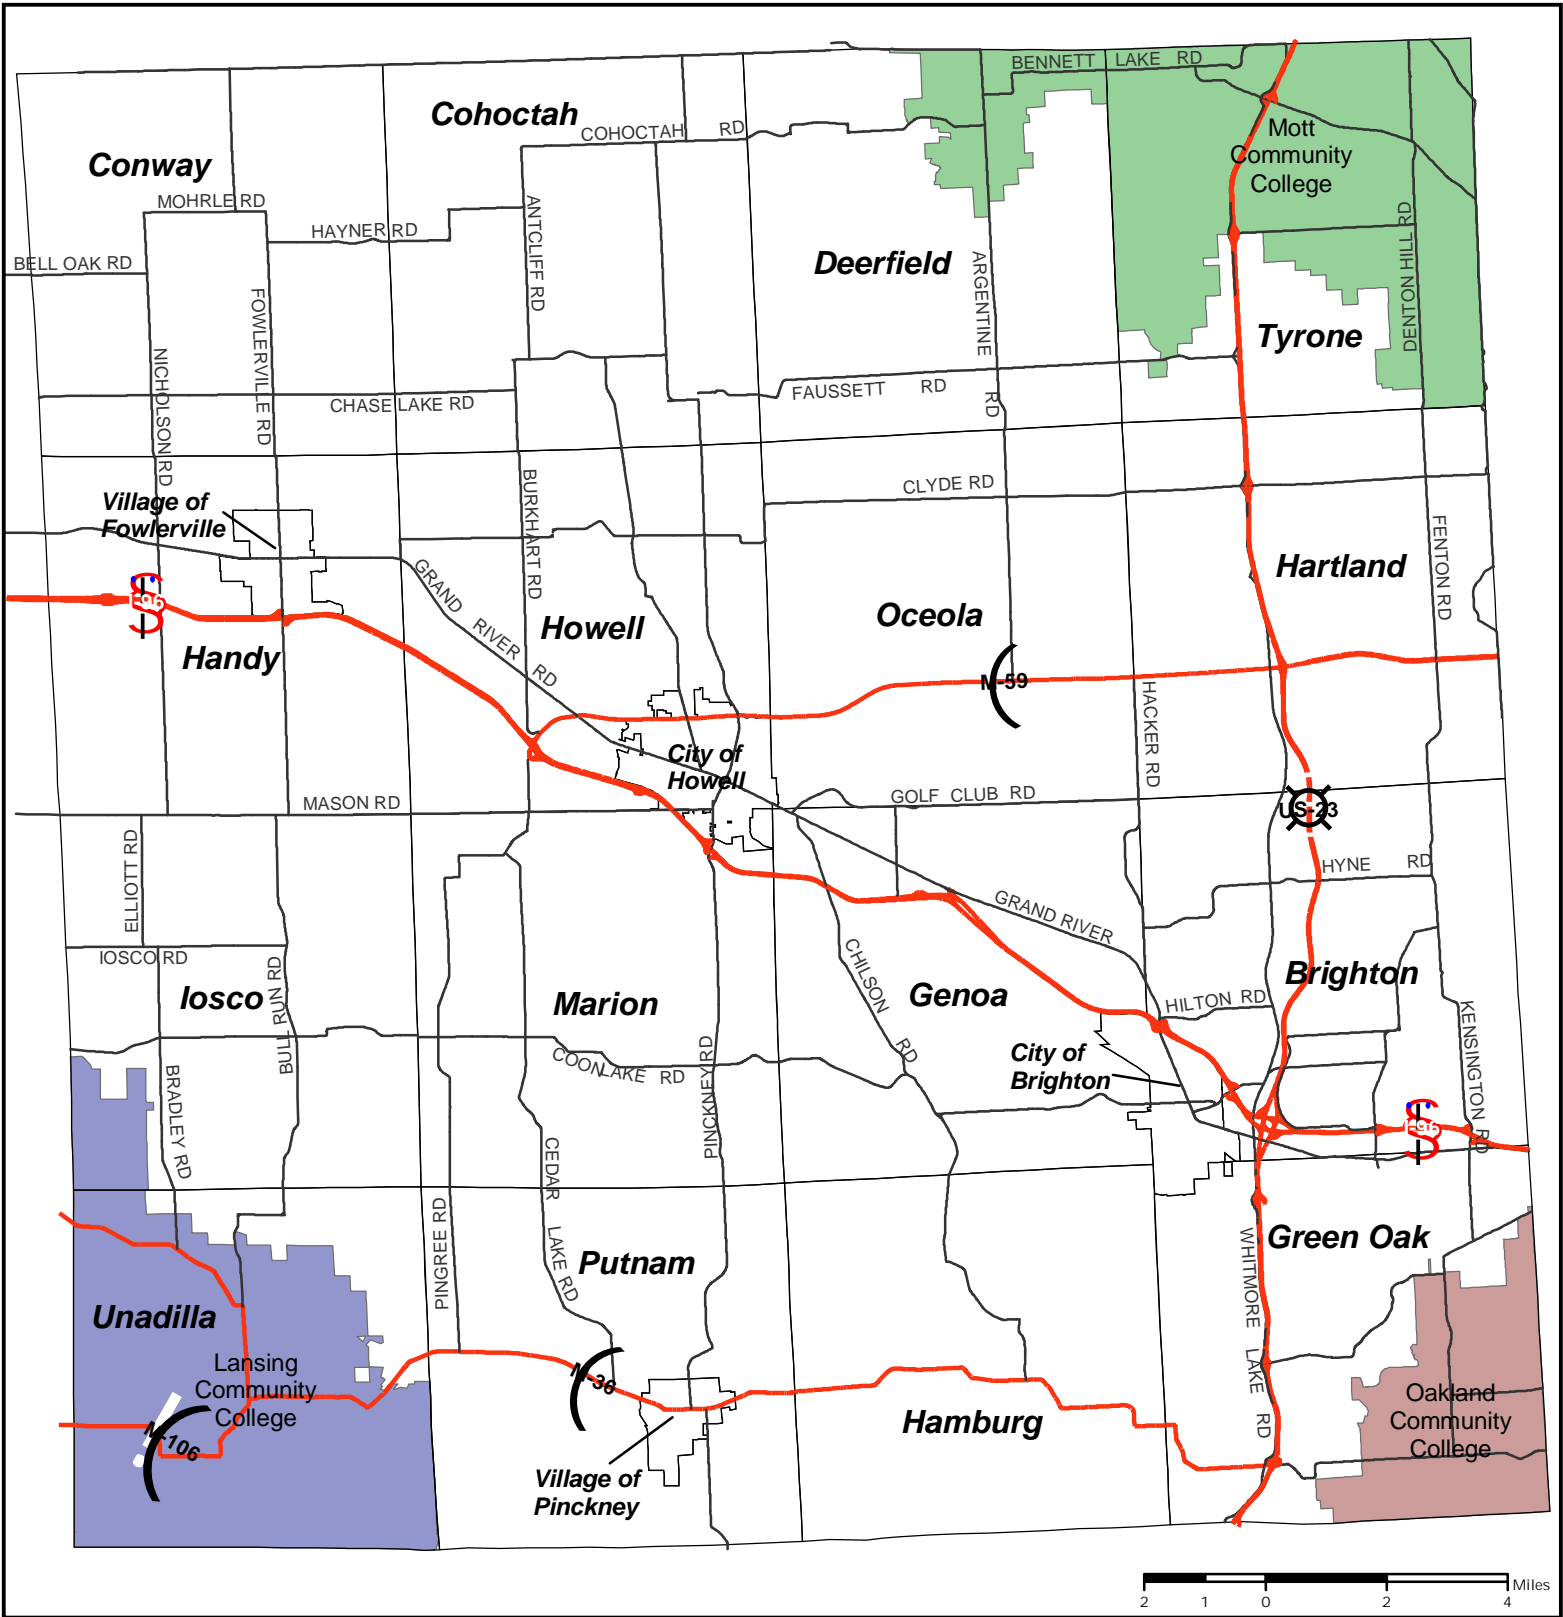 BENNETT LAKE RD
Cohoctah
COHOCTAH RD
Mott
Community
College
Conway
MOHRLE RD
HAYNER RD
ANTCLIFF RD
DENTON HILL RD
BELL OAK RD
Deerfield
ARGENTINE RD
FOWLERVILLE RD
Tyrone
NICHOLSON RD
FAUSSETT RD
CHASE LAKE RD
CLYDE RD
Village of
Fowlerville
BURKHART RD
FENTON RD
GRAND RIVER RD
Hartland
I-96
Oceola
Howell
Handy
M-59
HACKER RD
City of
Howell
MASON RD
GOLF CLUB RD
US-23
ELLIOTT RD
HYNE RD
GRAND RIVER
IOSCO RD
BULL RUN RD
CHILSON RD
Iosco
Marion
Genoa
Brighton
HILTON RD
KENSINGTON RD
City of
Brighton
COON LAKE RD
PINCKNEY RD
BRADLEY RD
I-96
CEDAR LAKE RD
PINGREE RD
WHITMORE LAKE RD
Green Oak
Putnam
Unadilla
Lansing
Community
College
M-36
M-106
Hamburg
Oakland
Community
College
Village of
Pinckney
Miles
2 1 0 2 4